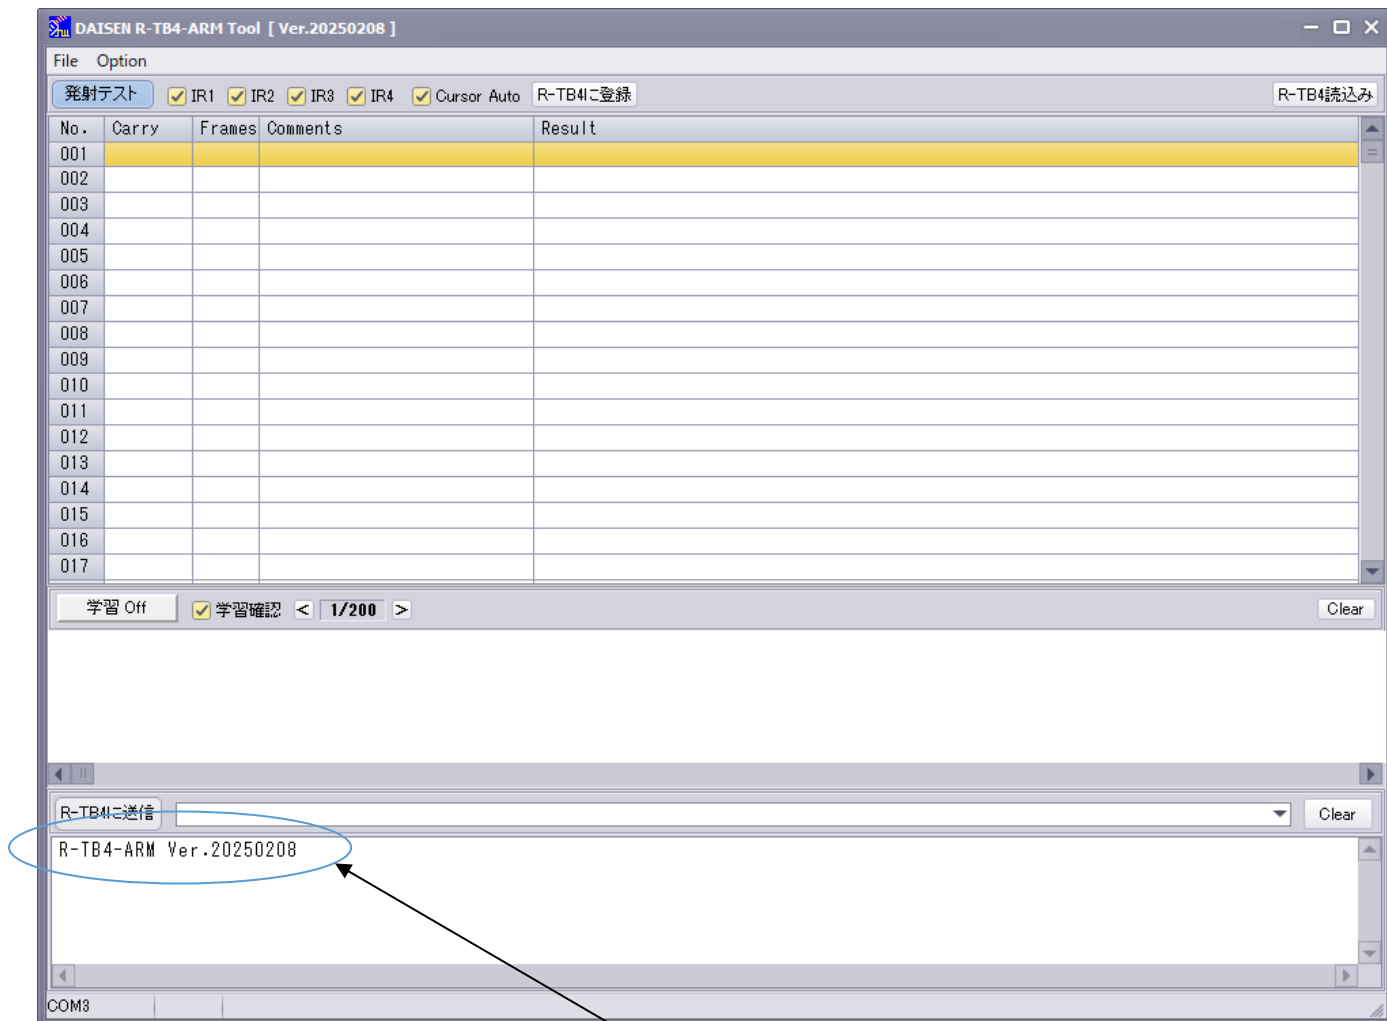 DAISEN R-TB4-ARM Tool [ Ver.20250208 ]
File Option
発射テスト IR1 IR2 IR3 IR4 Cursor Auto R-TB4に登録 R-TB4読込み
No. Carry Frames Comments Result
001
002
003
004
005
006
007
008
009
010
011
012
013
014
015
016
017
学習 Off 学習確認 < 1/200 > Clear
R-TB4に送信 Clear
R-TB4-ARM Ver.20250208
COM3